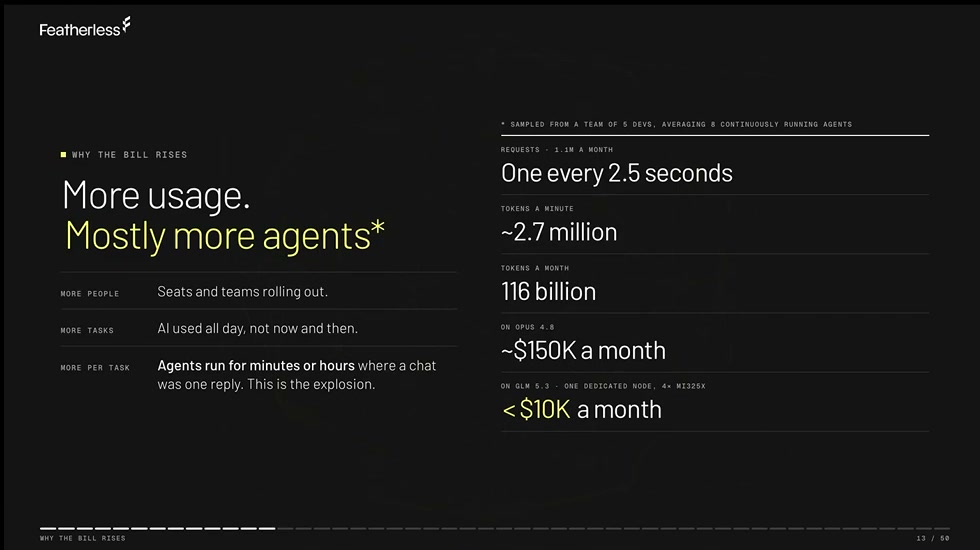 Featherless
WHY THE BILL RISES
More usage.
Mostly more agents*
MORE PEOPLE Seats and teams rolling out.
MORE TASKS AI used all day, not now and then.
MORE PER TASK Agents run for minutes or hours where a chat
was one reply. This is the explosion.
* SAMPLED FROM A TEAM OF 5 DEVS, AVERAGING 8 CONTINUOUSLY RUNNING AGENTS
REQUESTS · 1.1M A MONTH
One every 2.5 seconds
TOKENS A MINUTE
~2.7 million
TOKENS A MONTH
116 billion
ON OPUS 4.8
~$150K a month
ON GLM 5.3 · ONE DEDICATED NODE, 4× MI325X
< $10K a month
WHY THE BILL RISES
13 / 50